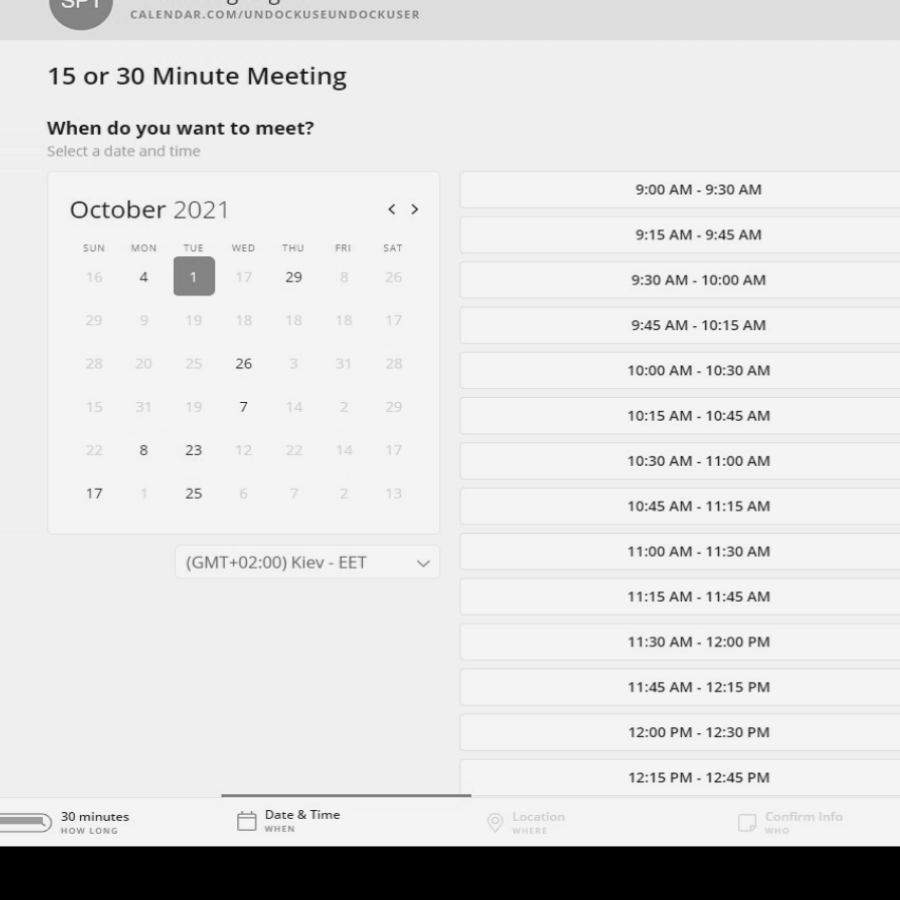 SPT
CALENDAR.COM/UNDOCKUSEUNDOCKUSER
15 or 30 Minute Meeting
When do you want to meet?
Select a date and time
October 2021
SUN MON TUE WED THU FRI SAT
16 4 1 17 29 8 26
29 9 19 18 18 18 17
28 20 25 26 3 31 28
15 31 19 7 14 2 29
22 8 23 12 22 14 17
17 1 25 6 7 2 13
(GMT+02:00) Kiev - EET
9:00 AM - 9:30 AM
9:15 AM - 9:45 AM
9:30 AM - 10:00 AM
9:45 AM - 10:15 AM
10:00 AM - 10:30 AM
10:15 AM - 10:45 AM
10:30 AM - 11:00 AM
10:45 AM - 11:15 AM
11:00 AM - 11:30 AM
11:15 AM - 11:45 AM
11:30 AM - 12:00 PM
11:45 AM - 12:15 PM
12:00 PM - 12:30 PM
12:15 PM - 12:45 PM
30 minutes
HOW LONG
Date & Time
WHEN
Location
WHERE
Confirm Info
WHO